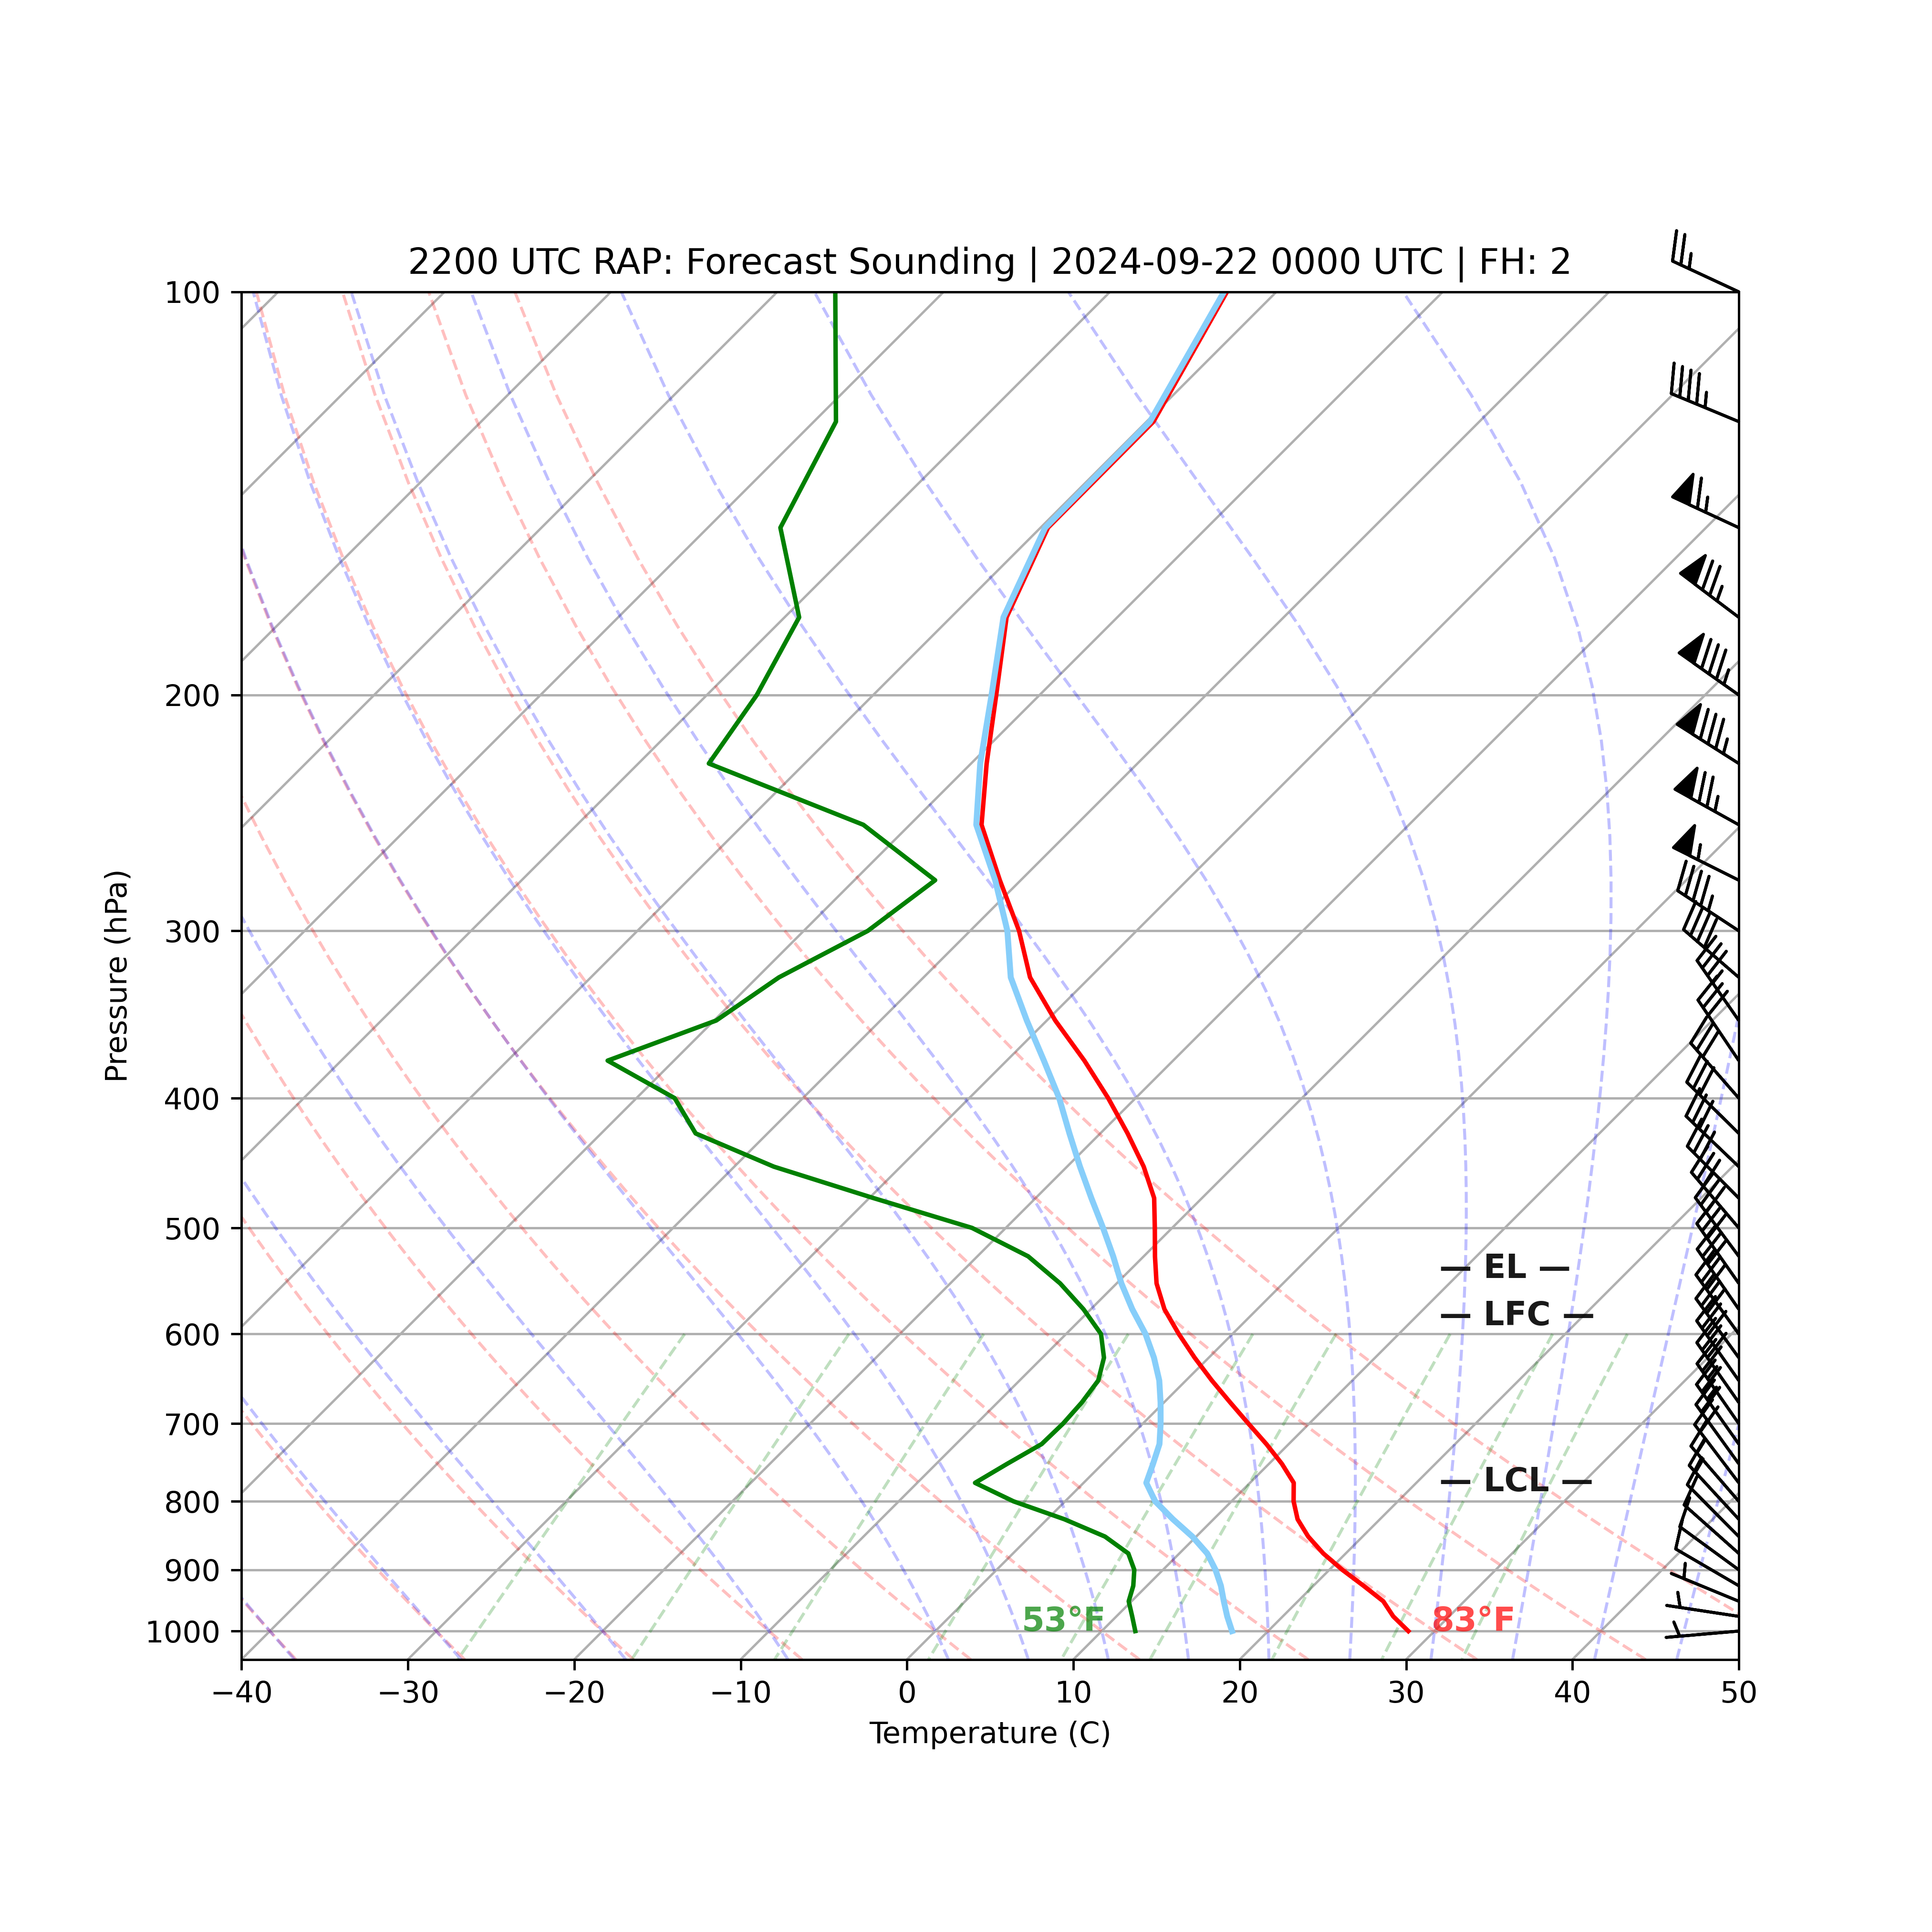 2200 UTC RAP: Forecast Sounding | 2024-09-22 0000 UTC | FH: 2
100
200
300
400
500
600
700
800
900
1000
Pressure (hPa)
— EL —
— LFC —
— LCL —
53°F
83°F
−40 −30 −20 −10 0 10 20 30 40 50
Temperature (C)